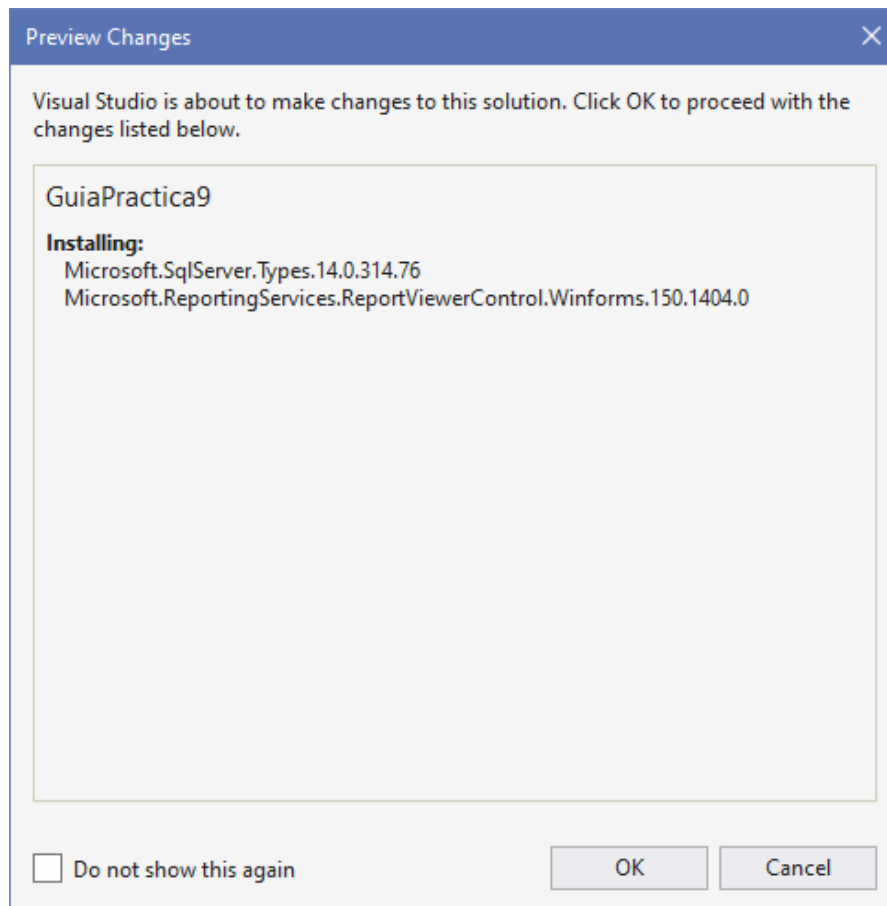 Preview Changes
Visual Studio is about to make changes to this solution. Click OK to proceed with the
changes listed below.
GuiaPractica9
Installing:
Microsoft.SqlServer.Types.14.0.314.76
Microsoft.ReportingServices.ReportViewerControl.Winforms.150.1404.0
Do not show this again
OK
Cancel